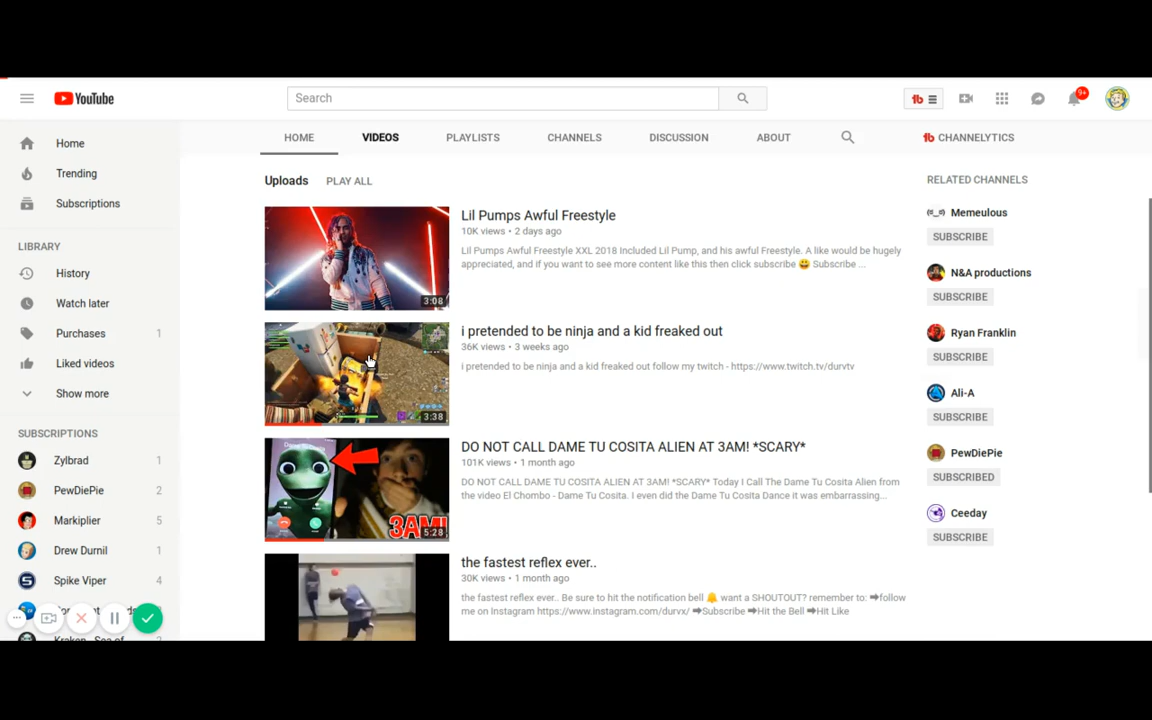 YouTube
Search
9+
Home
Trending
Subscriptions
LIBRARY
History
Watch later
Purchases 1
Liked videos
Show more
SUBSCRIPTIONS
Zylbrad 1
PewDiePie 2
Markiplier 5
Drew Durnil 1
Spike Viper 4
HOME VIDEOS PLAYLISTS CHANNELS DISCUSSION ABOUT
Uploads PLAY ALL
3:08
Lil Pumps Awful Freestyle
10K views • 2 days ago
Lil Pumps Awful Freestyle XXL 2018 included Lil Pump, and his awful Freestyle. A like would be hugely
appreciated, and if you want to see more content like this then click subscribe 😀 Subscribe ...
3:38
i pretended to be ninja and a kid freaked out
36K views • 3 weeks ago
i pretended to be ninja and a kid freaked out follow my twitch - https://www.twitch.tv/durvtv
3AM!
5:28
DO NOT CALL DAME TU COSITA ALIEN AT 3AM! *SCARY*
101K views • 1 month ago
DO NOT CALL DAME TU COSITA ALIEN AT 3AM! *SCARY* Today I Call The Dame Tu Cosita Alien from
the video El Chombo - Dame Tu Cosita. I even did the Dame Tu Cosita Dance it was embarrassing...
the fastest reflex ever..
30K views • 1 month ago
the fastest reflex ever.. Be sure to hit the notification bell 🔔 want a SHOUTOUT? remember to: ➡follow
me on Instagram https://www.instagram.com/durvx/ ➡Subscribe ➡Hit the Bell ➡Hit Like
CHANNELYTICS
RELATED CHANNELS
Memeulous
SUBSCRIBE
N&A productions
SUBSCRIBE
Ryan Franklin
SUBSCRIBE
Ali-A
SUBSCRIBE
PewDiePie
SUBSCRIBED
Ceeday
SUBSCRIBE